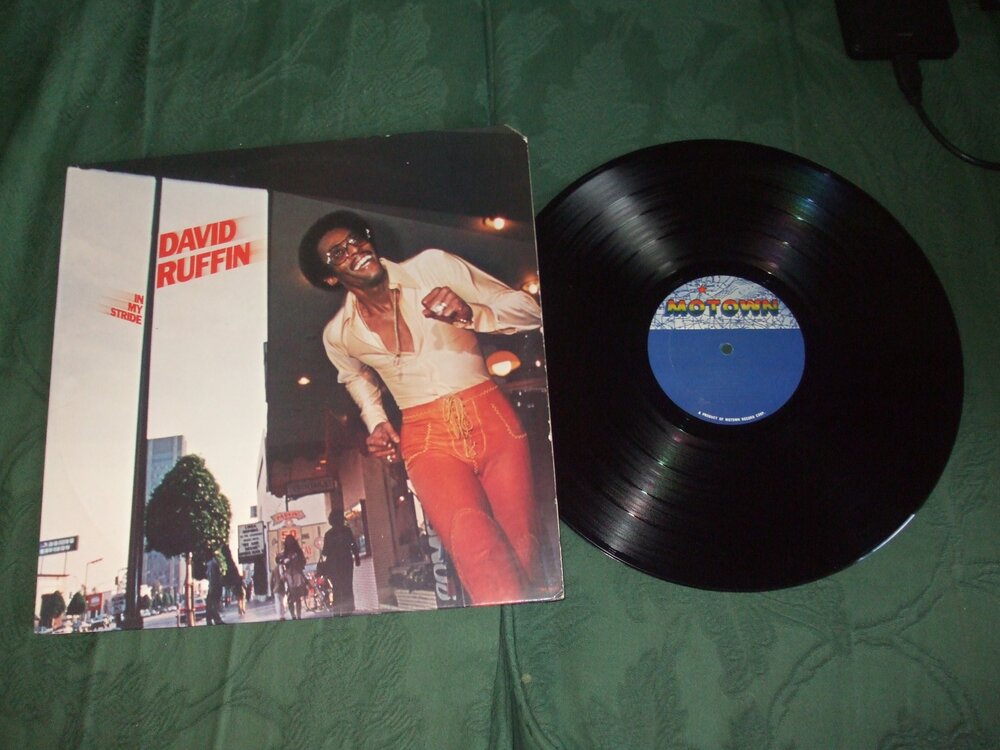 DAVID
RUFFIN
IN
MY
STRIDE
MOTOWN
A PRODUCT OF MOTOWN RECORD CORP.